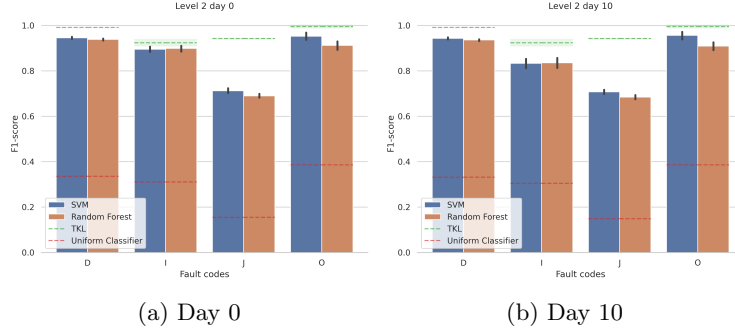 Level 2 day 0
F1-score
1.0
0.8
0.6
0.4
0.2
0.0
SVM
Random Forest
TKL
Uniform Classifier
D I J O
Fault codes
(a) Day 0
Level 2 day 10
F1-score
1.0
0.8
0.6
0.4
0.2
0.0
SVM
Random Forest
TKL
Uniform Classifier
D I J O
Fault codes
(b) Day 10